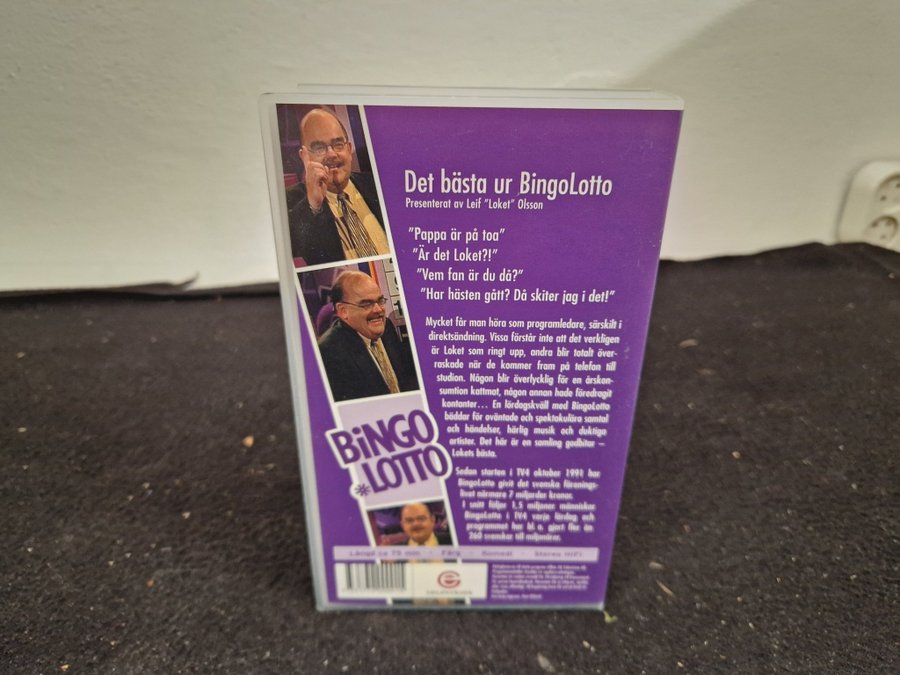 Det bästa ur BingoLotto
Presenterat av Leif "Loket" Olsson
"Pappa är på toa"
"Är det Loket?!"
"Vem fan är du då?"
"Har hästen gått? Då skiter jag i det!"
Mycket får man höra som programledare, särskilt i
direktsändning. Vissa förstår inte att det verkligen
är Loket som ringt upp, andra blir totalt över-
raskade när de kommer fram på telefon till
studion. Någon blir överlycklig för en årskon-
sumtion kattmat, någon annan hade föredragit
kontanter... En lördagskväll med BingoLotto
bäddar för oväntade och spektakulära samtal
och händelser, härlig musik och duktiga
artister. Det här är en samling godbitar –
Lokets bästa.
Sedan starten i TV4 oktober 1991 har
BingoLotto givit det svenska förenings-
livet närmare 7 miljarder kronor.
I snitt följer 1,5 miljoner människor
BingoLotto i TV4 varje lördag och
programmet har bl. a. gjort fler än
260 svenskar till miljonärer.
BiNGO
LOTTO
Längd ca 75 min · Färg · Komedi · Stereo HiFi